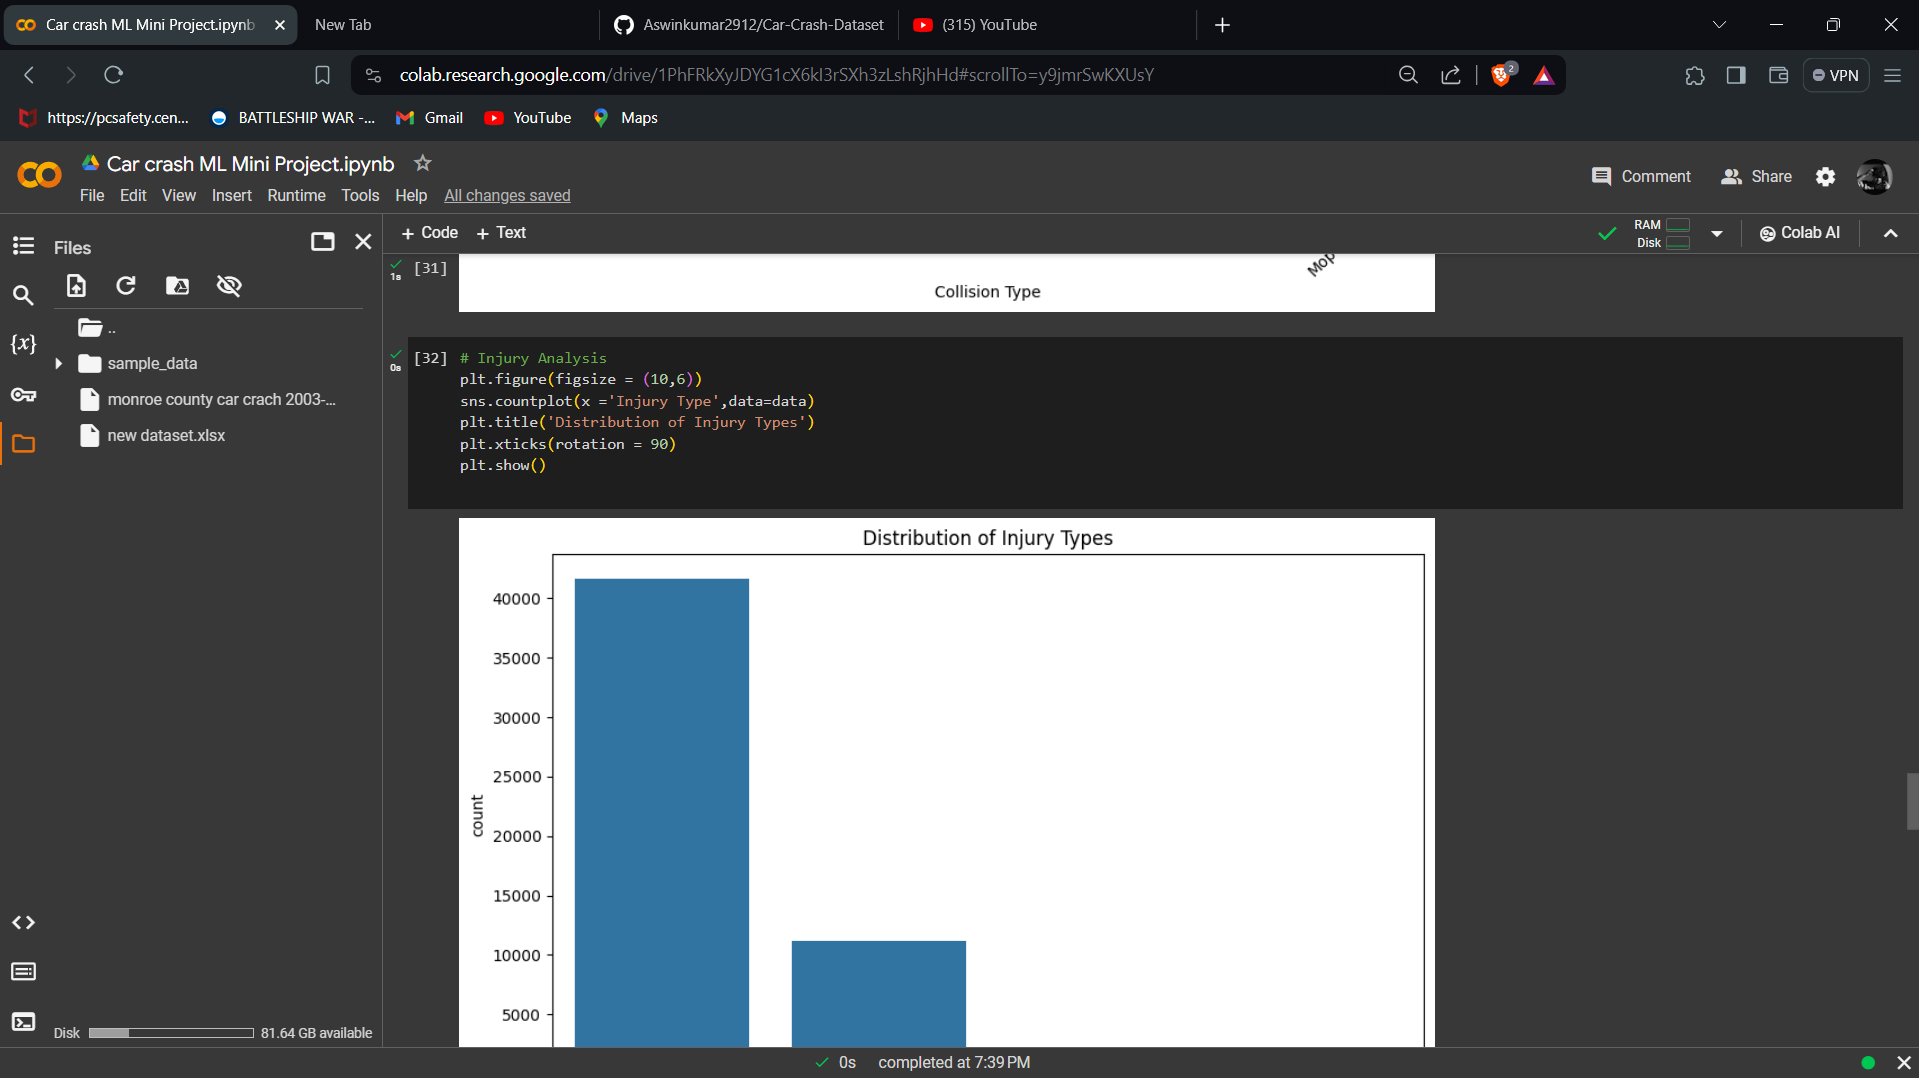 Car crash ML Mini Project.ipynb
New Tab
Aswinkumar2912/Car-Crash-Dataset
(315) YouTube
colab.research.google.com/drive/1PhFRkXyJDYG1cX6kI3rSXh3zLshRjhHd#scrollTo=y9jmrSwKXUsY
2
VPN
https://pcsafety.cen...
BATTLESHIP WAR -...
Gmail
YouTube
Maps
Car crash ML Mini Project.ipynb
File Edit View Insert Runtime Tools Help All changes saved
Comment
Share
Files
+ Code + Text
RAM
Disk
Colab AI
..
sample_data
monroe county car crach 2003-...
new dataset.xlsx
{x}
1s
[31]
Mop
Collision Type
0s
[32] # Injury Analysis
plt.figure(figsize = (10,6))
sns.countplot(x ='Injury Type',data=data)
plt.title('Distribution of Injury Types')
plt.xticks(rotation = 90)
plt.show()
Distribution of Injury Types
40000
35000
30000
25000
20000
15000
10000
5000
count
Disk 81.64 GB available
0s completed at 7:39 PM